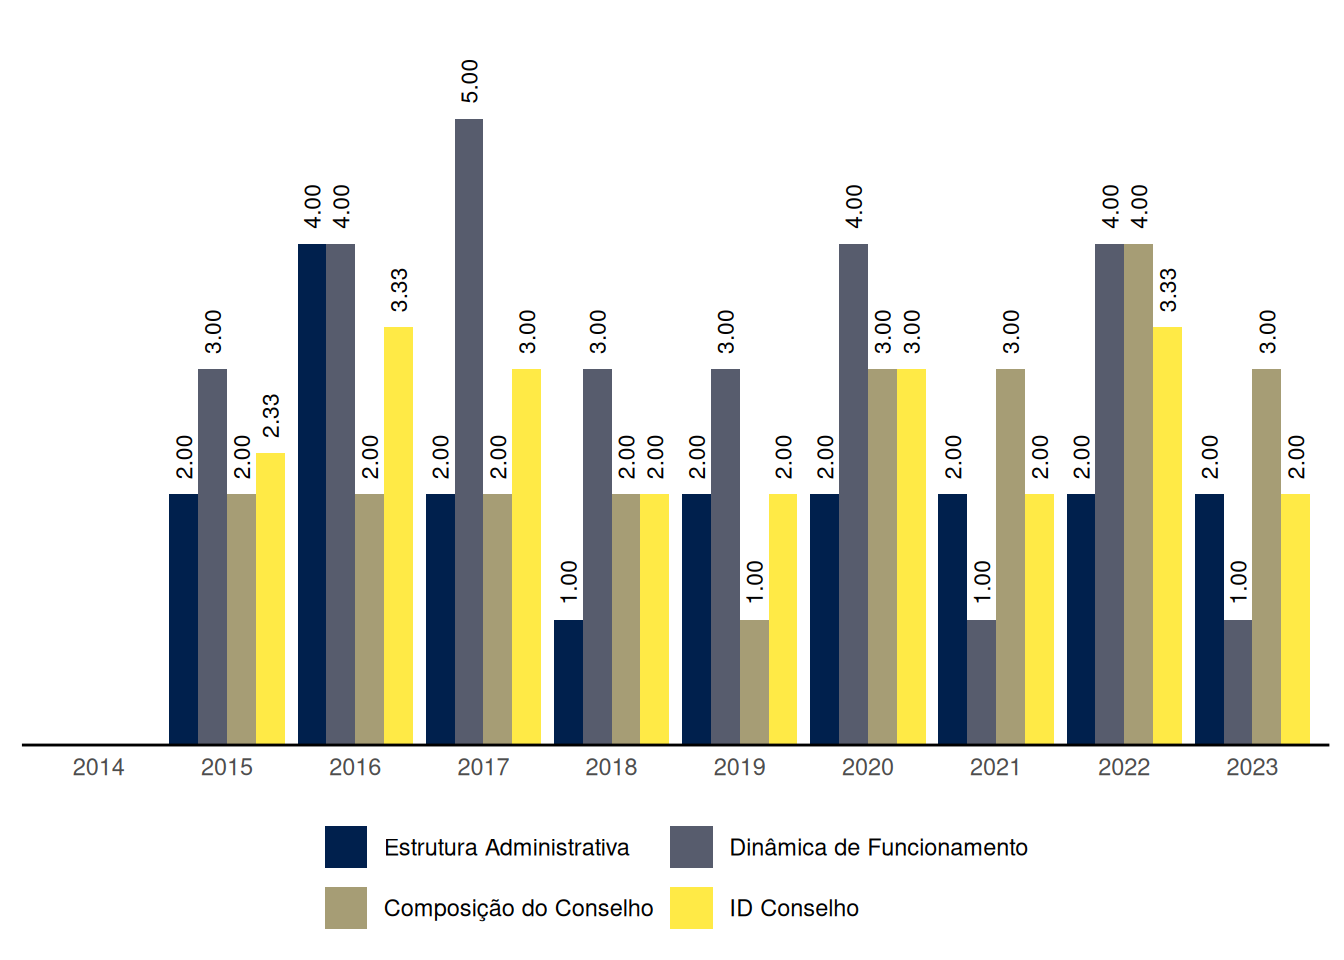 5.00
4.00 4.00 4.00 4.00 4.00
3.33 3.33
3.00 3.00 3.00 3.00 3.00 3.00 3.00 3.00
2.33
2.00 2.00 2.00 2.00 2.00 2.00 2.00 2.00 2.00 2.00 2.00 2.00 2.00 2.00 2.00
1.00 1.00 1.00 1.00
2014 2015 2016 2017 2018 2019 2020 2021 2022 2023
Estrutura Administrativa Dinâmica de Funcionamento
Composição do Conselho ID Conselho